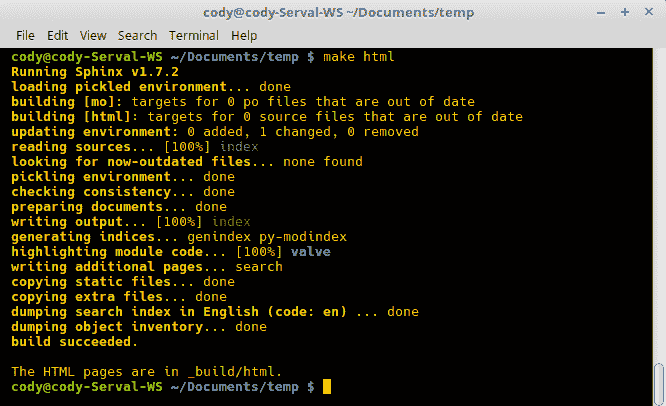 cody@cody-Serval-WS ~/Documents/temp
File Edit View Search Terminal Help
cody@cody-Serval-WS ~/Documents/temp $ make html
Running Sphinx v1.7.2
loading pickled environment... done
building [mo]: targets for 0 po files that are out of date
building [html]: targets for 0 source files that are out of date
updating environment: 0 added, 1 changed, 0 removed
reading sources... [100%] index
looking for now-outdated files... none found
pickling environment... done
checking consistency... done
preparing documents... done
writing output... [100%] index
generating indices... genindex py-modindex
highlighting module code... [100%] valve
writing additional pages... search
copying static files... done
copying extra files... done
dumping search index in English (code: en) ... done
dumping object inventory... done
build succeeded.
The HTML pages are in _build/html.
cody@cody-Serval-WS ~/Documents/temp $